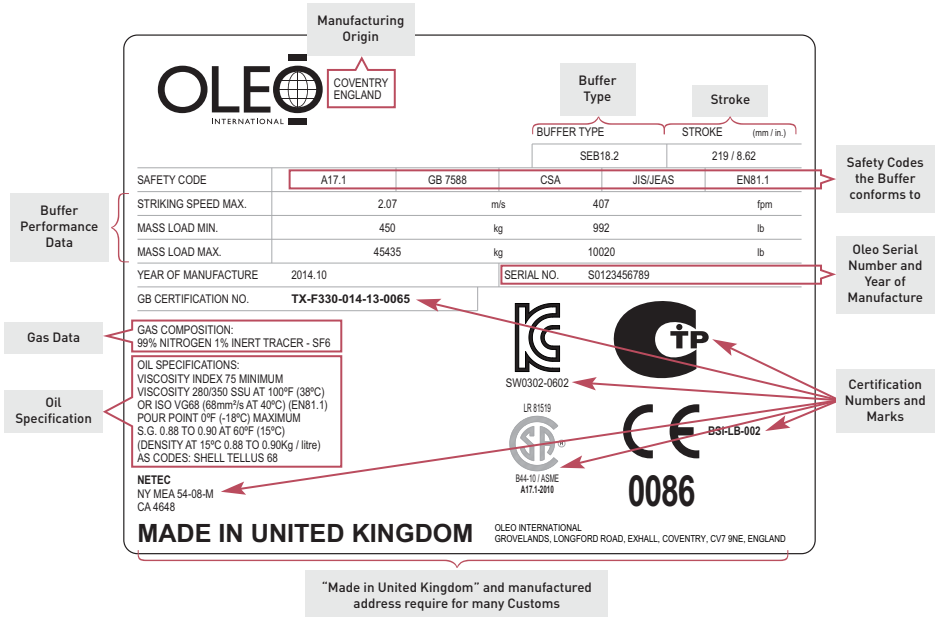 Manufacturing
Origin
OLEO
INTERNATIONAL
COVENTRY
ENGLAND
Buffer
Type
Stroke
BUFFER TYPE STROKE (mm / in.)
SEB18.2 219 / 8.62
SAFETY CODE A17.1 GB 7588 CSA JIS/JEAS EN81.1
Safety Codes
the Buffer
conforms to
Buffer
Performance
Data
STRIKING SPEED MAX. 2.07 m/s 407 fpm
MASS LOAD MIN. 450 kg 992 lb
MASS LOAD MAX. 45435 kg 10020 lb
YEAR OF MANUFACTURE 2014.10 SERIAL NO. S0123456789
Oleo Serial
Number and
Year of
Manufacture
GB CERTIFICATION NO. TX-F330-014-13-0065
Gas Data
GAS COMPOSITION:
99% NITROGEN 1% INERT TRACER - SF6
Oil
Specification
OIL SPECIFICATIONS:
VISCOSITY INDEX 75 MINIMUM
VISCOSITY 280/350 SSU AT 100ºF (38ºC)
OR ISO VG68 (68mm²/s AT 40ºC) (EN81.1)
POUR POINT 0ºF (-18ºC) MAXIMUM
S.G. 0.88 TO 0.90 AT 60ºF (15ºC)
(DENSITY AT 15ºC 0.88 TO 0.90Kg / litre)
AS CODES: SHELL TELLUS 68
KC
SW0302-0602
TP
Certification
Numbers and
Marks
LR 81519
CSA ®
B44-10 / ASME
A17.1-2010
CE BSI-LB-002
0086
NETEC
NY MEA 54-08-M
CA 4648
MADE IN UNITED KINGDOM
OLEO INTERNATIONAL
GROVELANDS, LONGFORD ROAD, EXHALL, COVENTRY, CV7 9NE, ENGLAND
"Made in United Kingdom" and manufactured
address require for many Customs